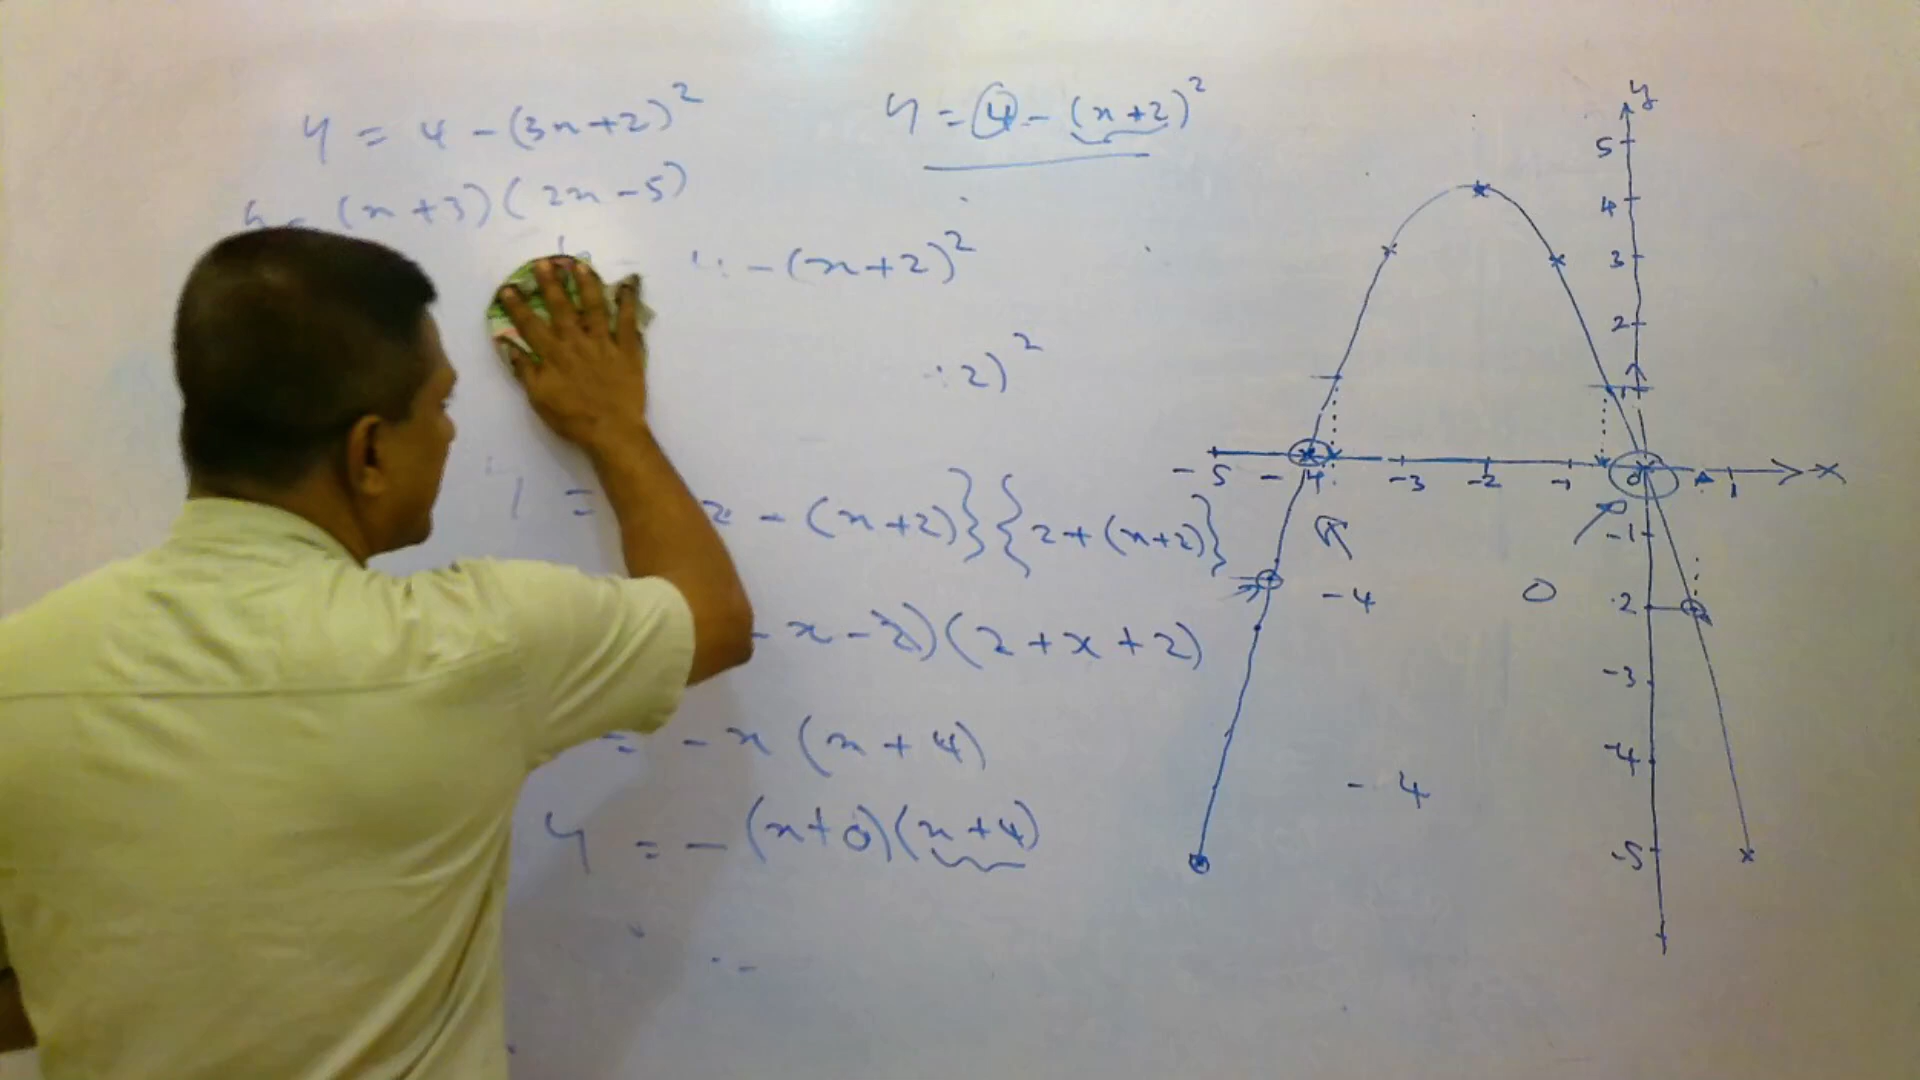 y = 4 - (3x+2)²
y = 4 - (x+2)²
(x+3)(2x-5)
4 - (x+2)²
2)²
y = 2 - (x+2)}{2+(x+2)}
- x - 2)(2+x+2)
= - x (x+4)
y = - (x+0)(x+4)
y
5
4
3
2
1
-5 -4 -3 -2 -1 0 1 x
-1
-2
-3
-4
-5
-4
0
-4